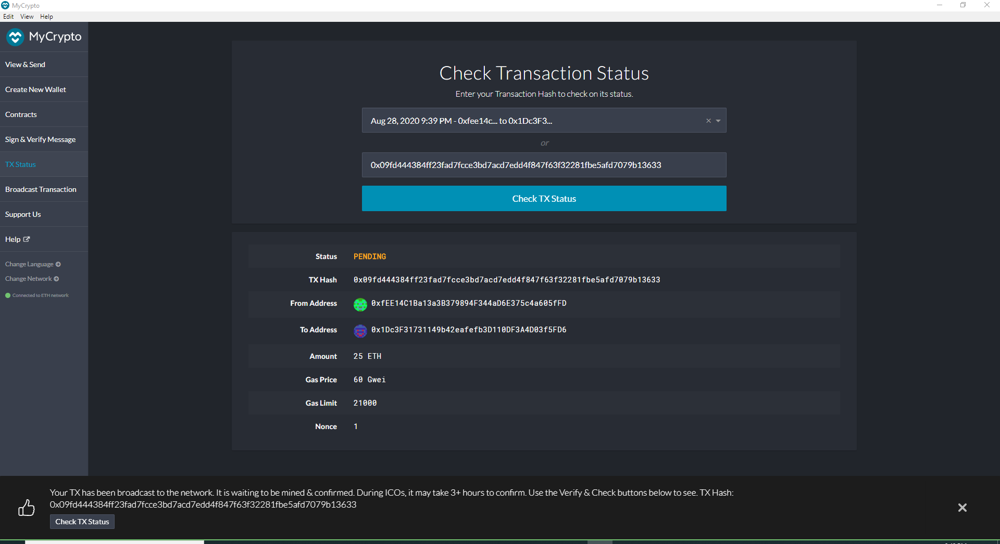 MyCrypto
Edit View Help
MyCrypto
View & Send
Create New Wallet
Contracts
Sign & Verify Message
TX Status
Broadcast Transaction
Support Us
Help
Change Language
Change Network
Connected to ETH network
Check Transaction Status
Enter your Transaction Hash to check on its status.
Aug 28, 2020 9:39 PM - 0xfee14c... to 0x1Dc3F3...
or
0x09fd444384ff23fad7fcce3bd7acd7edd4f847f63f32281fbe5afd7079b13633
Check TX Status
Status PENDING
TX Hash 0x09fd444384ff23fad7fcce3bd7acd7edd4f847f63f32281fbe5afd7079b13633
From Address 0xfEE14C1Ba13a3B379894F344aD6E375c4a605fFD
To Address 0x1Dc3F31731149b42eafefb3D110DF3A4D03f5FD6
Amount 25 ETH
Gas Price 60 Gwei
Gas Limit 21000
Nonce 1
Your TX has been broadcast to the network. It is waiting to be mined & confirmed. During ICOs, it may take 3+ hours to confirm. Use the Verify & Check buttons below to see. TX Hash:
0x09fd444384ff23fad7fcce3bd7acd7edd4f847f63f32281fbe5afd7079b13633
Check TX Status